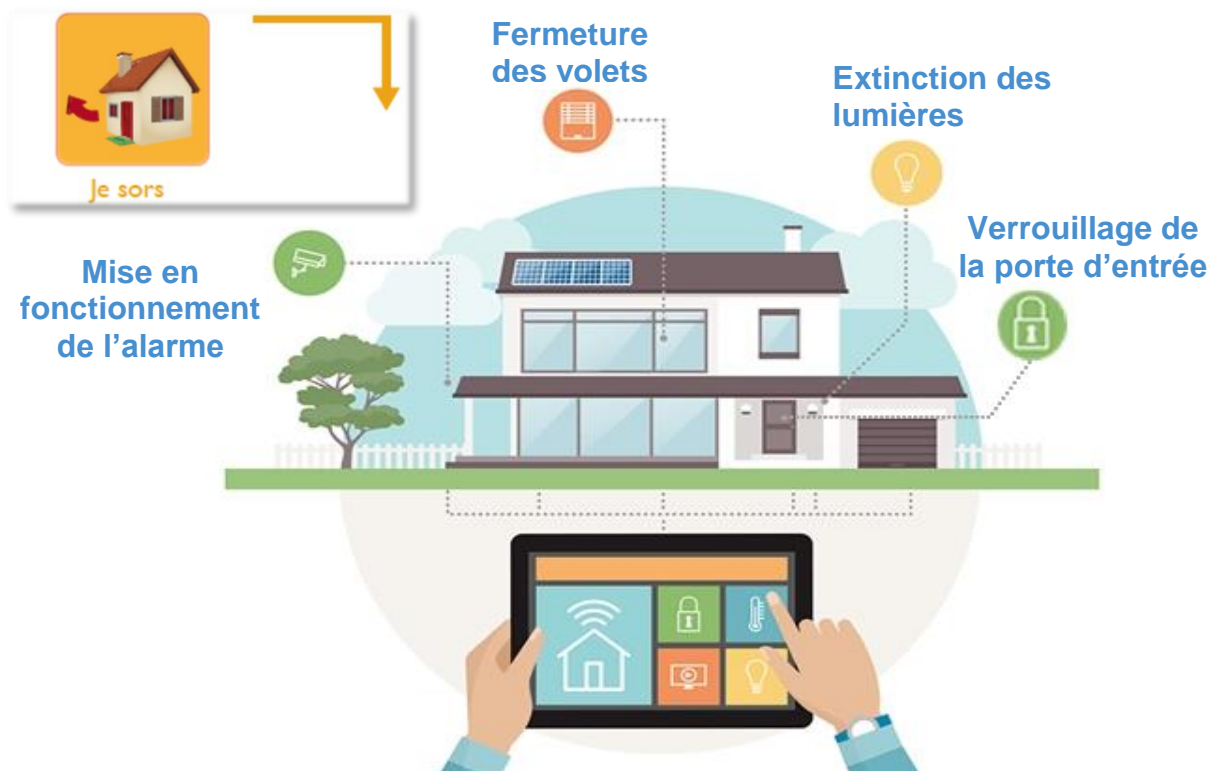 Je sors
Fermeture
des volets
Extinction des
lumières
Verrouillage de
la porte d’entrée
Mise en
fonctionnement
de l’alarme